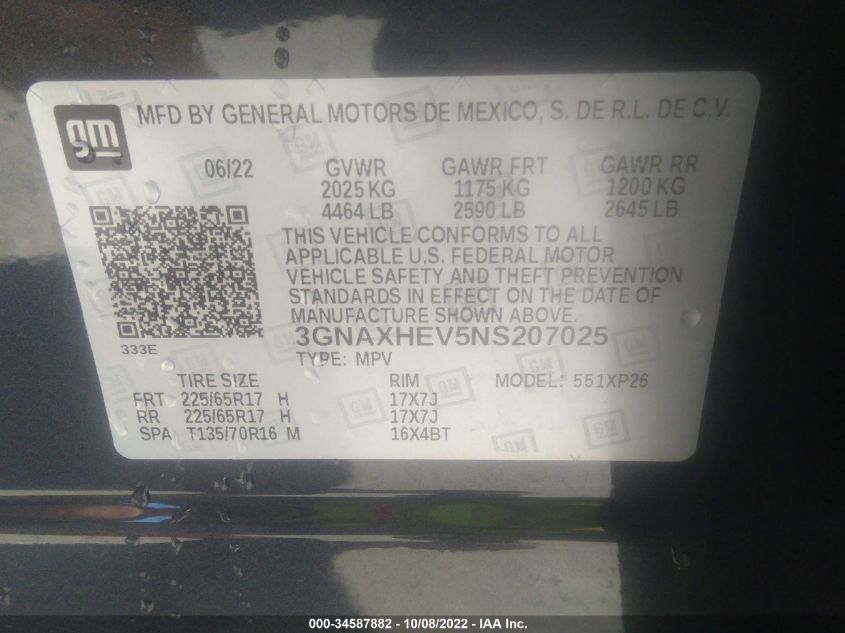 gm
MFD BY GENERAL MOTORS DE MEXICO, S. DE R.L. DE C.V.
06/22 GVWR GAWR FRT GAWR RR
2025 KG 1175 KG 1200 KG
4464 LB 2590 LB 2645 LB
THIS VEHICLE CONFORMS TO ALL
APPLICABLE U.S. FEDERAL MOTOR
VEHICLE SAFETY AND THEFT PREVENTION
STANDARDS IN EFFECT ON THE DATE OF
MANUFACTURE SHOWN ABOVE.
3GNAXHEV5NS207025
333E
TYPE: MPV
TIRE SIZE RIM MODEL: 551XP26
FRT 225/65R17 H 17X7J
RR 225/65R17 H 17X7J
SPA T135/70R16 M 16X4BT
000-34587882 - 10/08/2022 - IAA Inc.